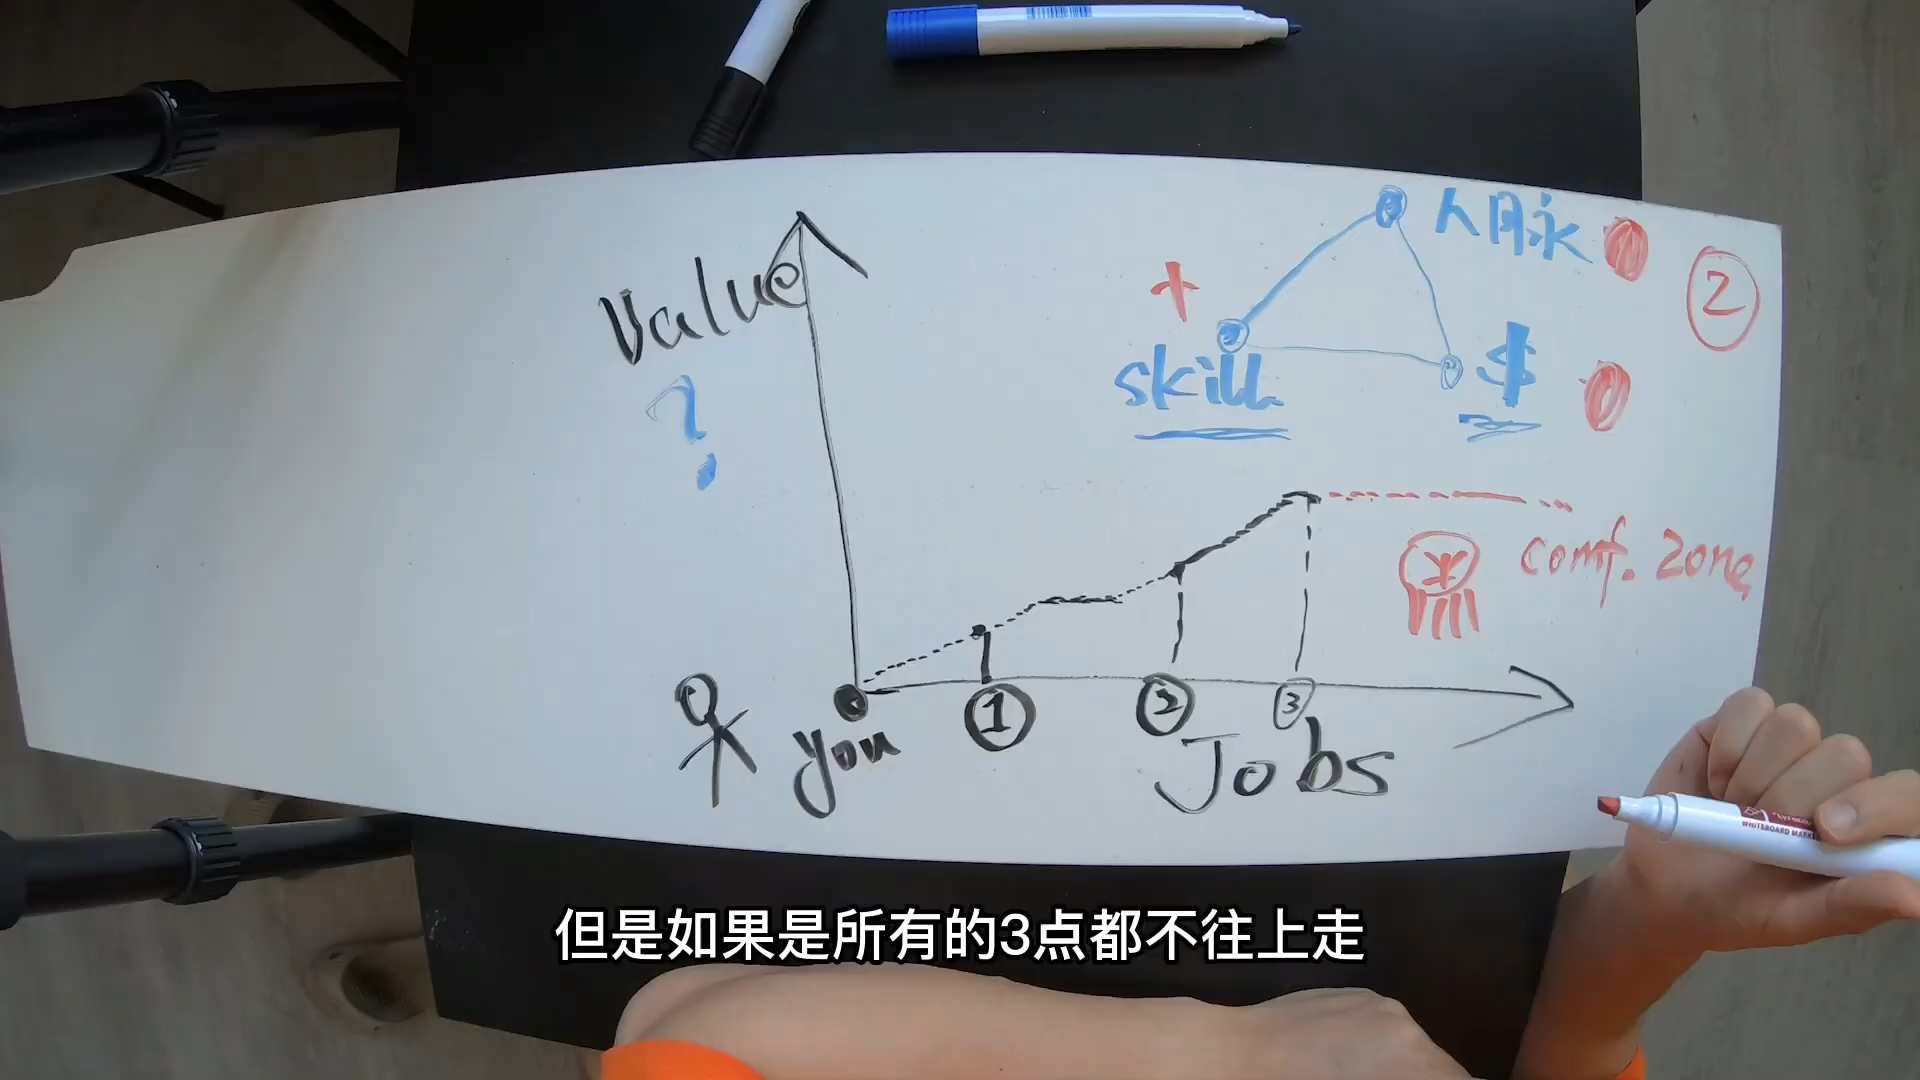 人脉
2
Value
+
skill
$
?
comf. zone
you
1
2
3
Jobs
WHITEBOARD MARK
但是如果是所有的3点都不往上走